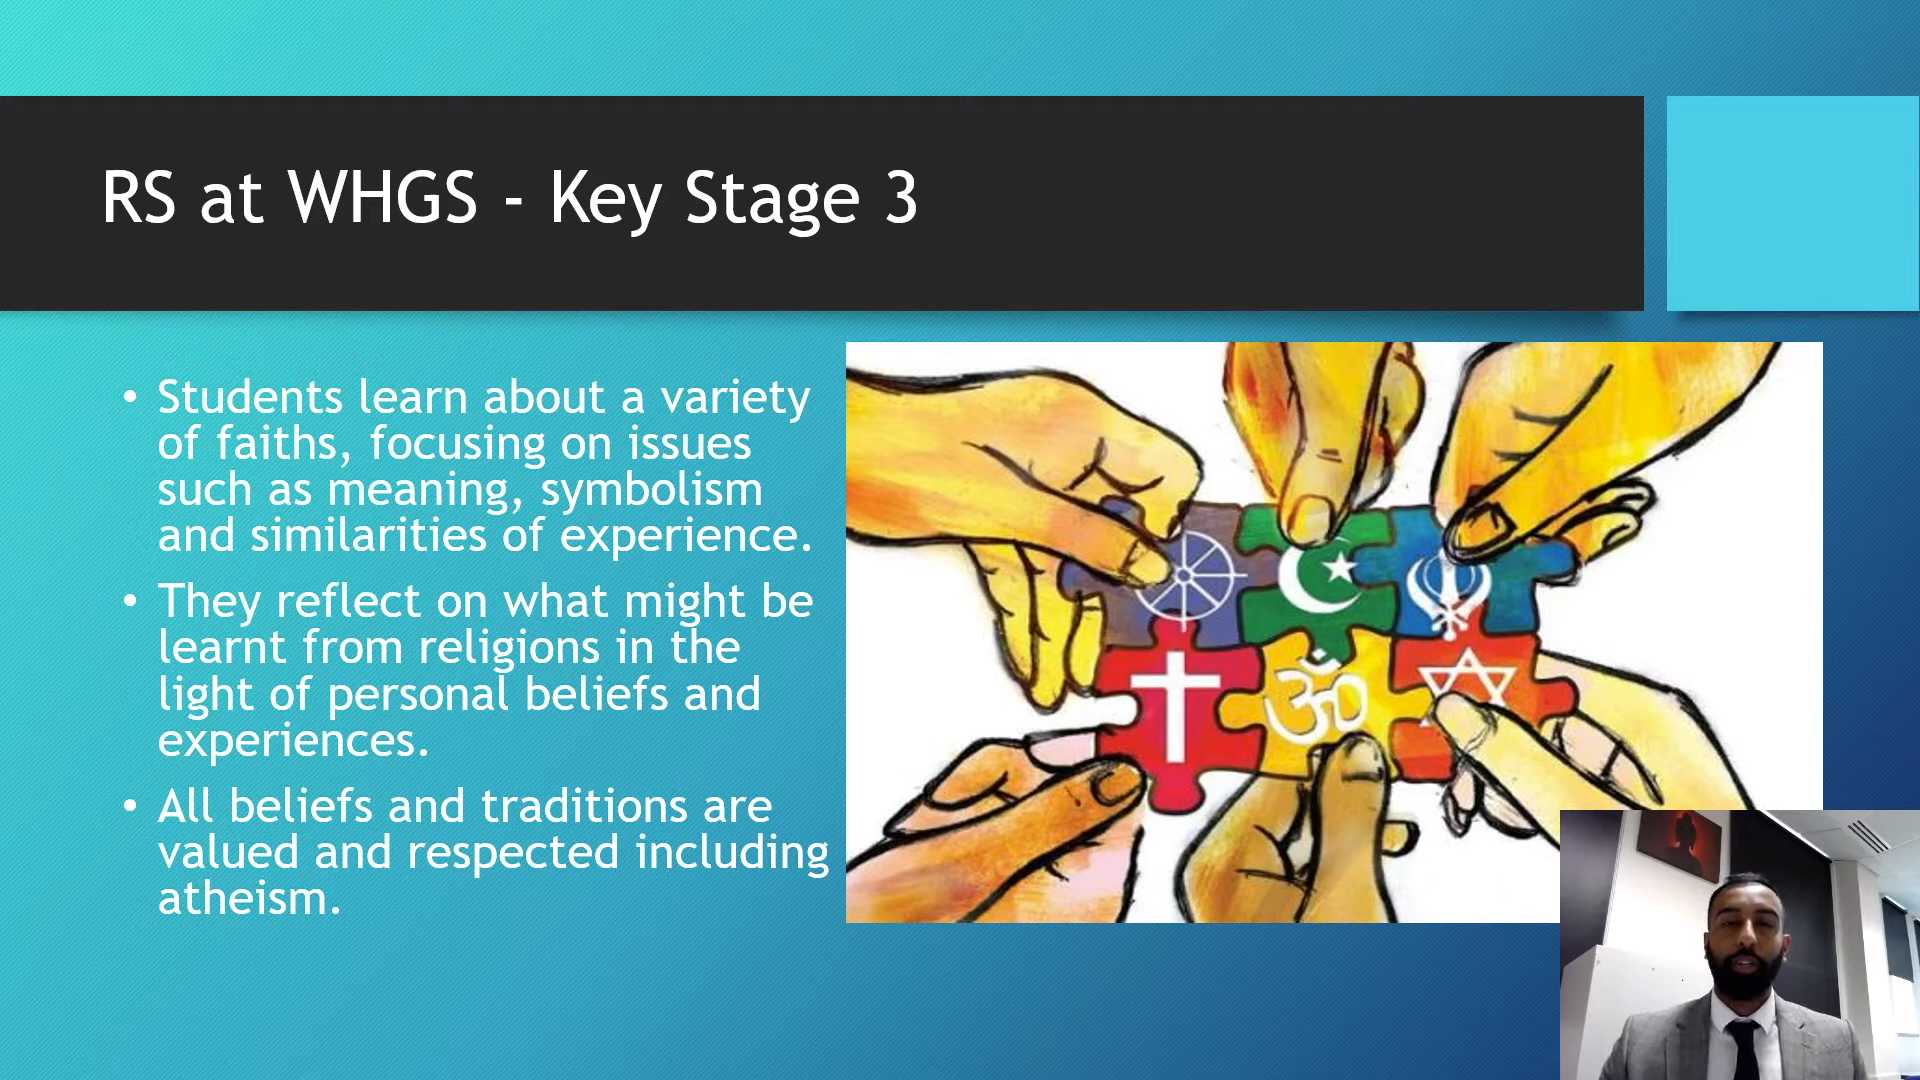 RS at WHGS - Key Stage 3
• Students learn about a variety
of faiths, focusing on issues
such as meaning, symbolism
and similarities of experience.
• They reflect on what might be
learnt from religions in the
light of personal beliefs and
experiences.
• All beliefs and traditions are
valued and respected including
atheism.